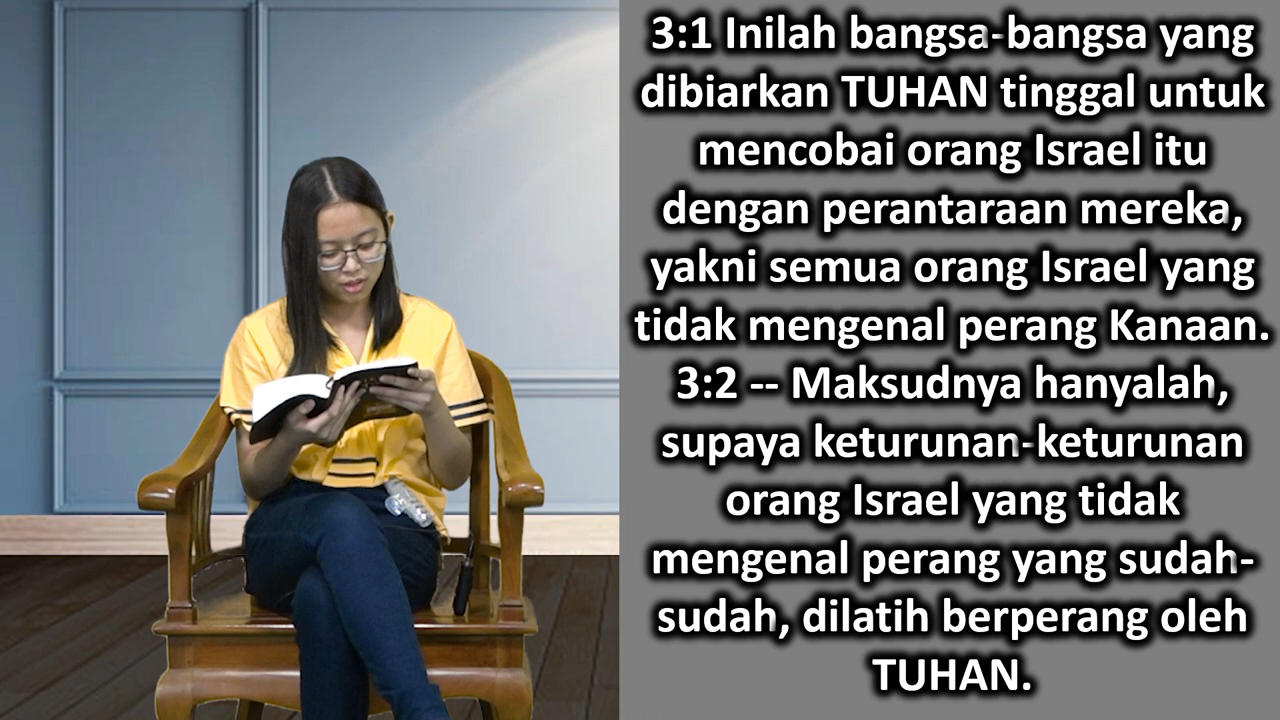 3:1 Inilah bangsa-bangsa yang
dibiarkan TUHAN tinggal untuk
mencobai orang Israel itu
dengan perantaraan mereka,
yakni semua orang Israel yang
tidak mengenal perang Kanaan.
3:2 -- Maksudnya hanyalah,
supaya keturunan-keturunan
orang Israel yang tidak
mengenal perang yang sudah-
sudah, dilatih berperang oleh
TUHAN.